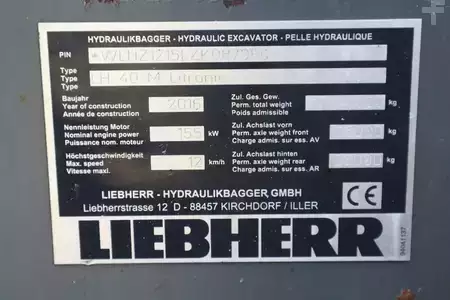 HYDRAULIKBAGGER - HYDRAULIC EXCAVATOR - PELLE HYDRAULIQUE
PIN
Type LH 40 M Litronic
Type
Type
Baujahr
Year of construction 2016
Année de construction
Zul. Ges. Gew.
Perm. total weight kg
Poids admissible
Nennleistung Motor
Nominal engine power 155 kW
Puissance nom. moteur
Zul. Achslast vorn
Perm. axle weight front kg
Charge admis. sur ess. AV
Höchstgeschwindigkeit
Max. speed 12 km/h
Vitesse maxi.
Zul. Achslast hinten
Perm. axle weight rear kg
Charge admiss. sur ess. AR
LIEBHERR - HYDRAULIKBAGGER GMBH
Liebherrstrasse 12 D - 88457 KIRCHDORF / ILLER
CE
LIEBHERR